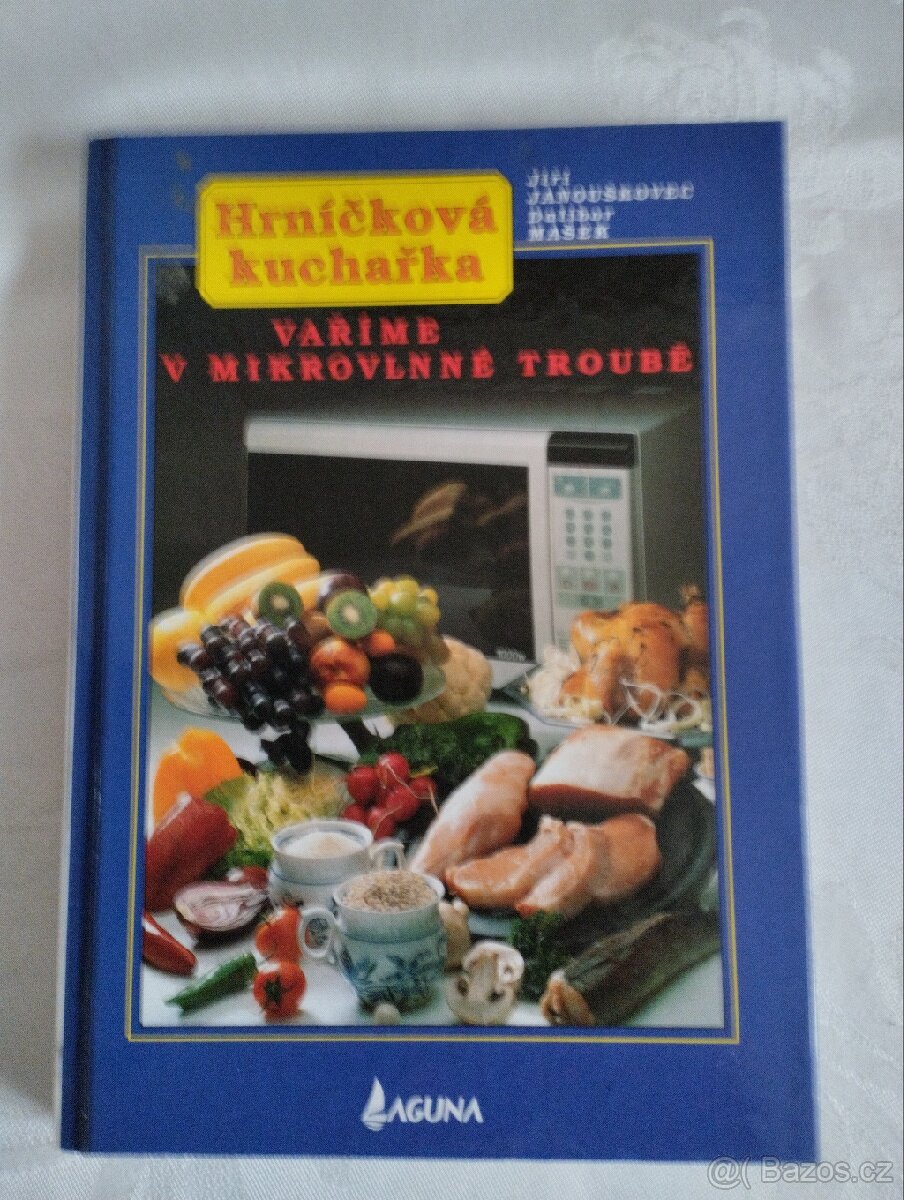 Hrníčková
kuchařka
Jiří
JANOUŠKOVEC
Dalibor
MAŠEK
VAŘÍME
V MIKROVLNNÉ TROUBĚ
LAGUNA
@( Bazos.cz